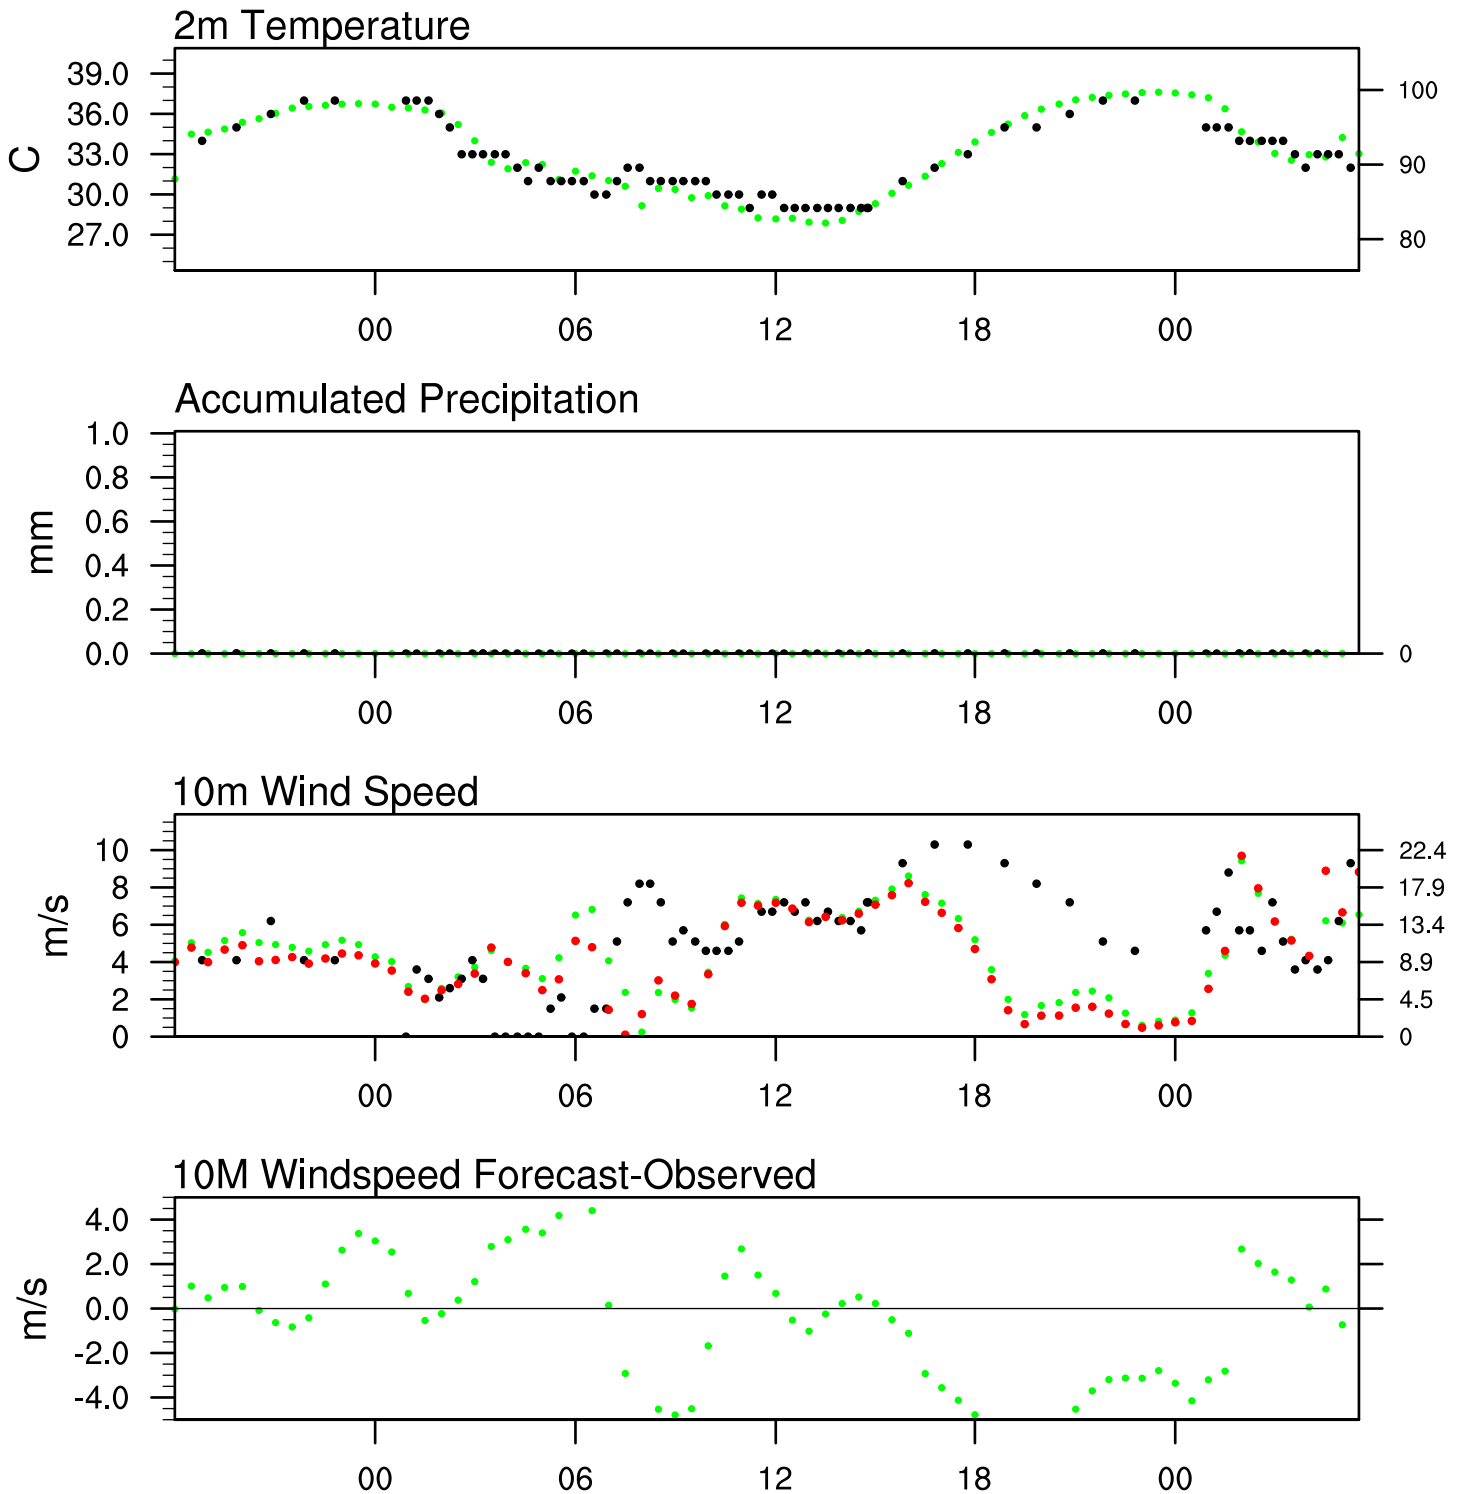 2m Temperature
39.0
36.0
33.0
30.0
27.0
C
100
90
80
00 06 12 18 00
Accumulated Precipitation
1.0
0.8
0.6
0.4
0.2
0.0
mm
0
00 06 12 18 00
10m Wind Speed
10
8
6
4
2
0
m/s
22.4
17.9
13.4
8.9
4.5
0
00 06 12 18 00
10M Windspeed Forecast-Observed
4.0
2.0
0.0
-2.0
-4.0
m/s
00 06 12 18 00